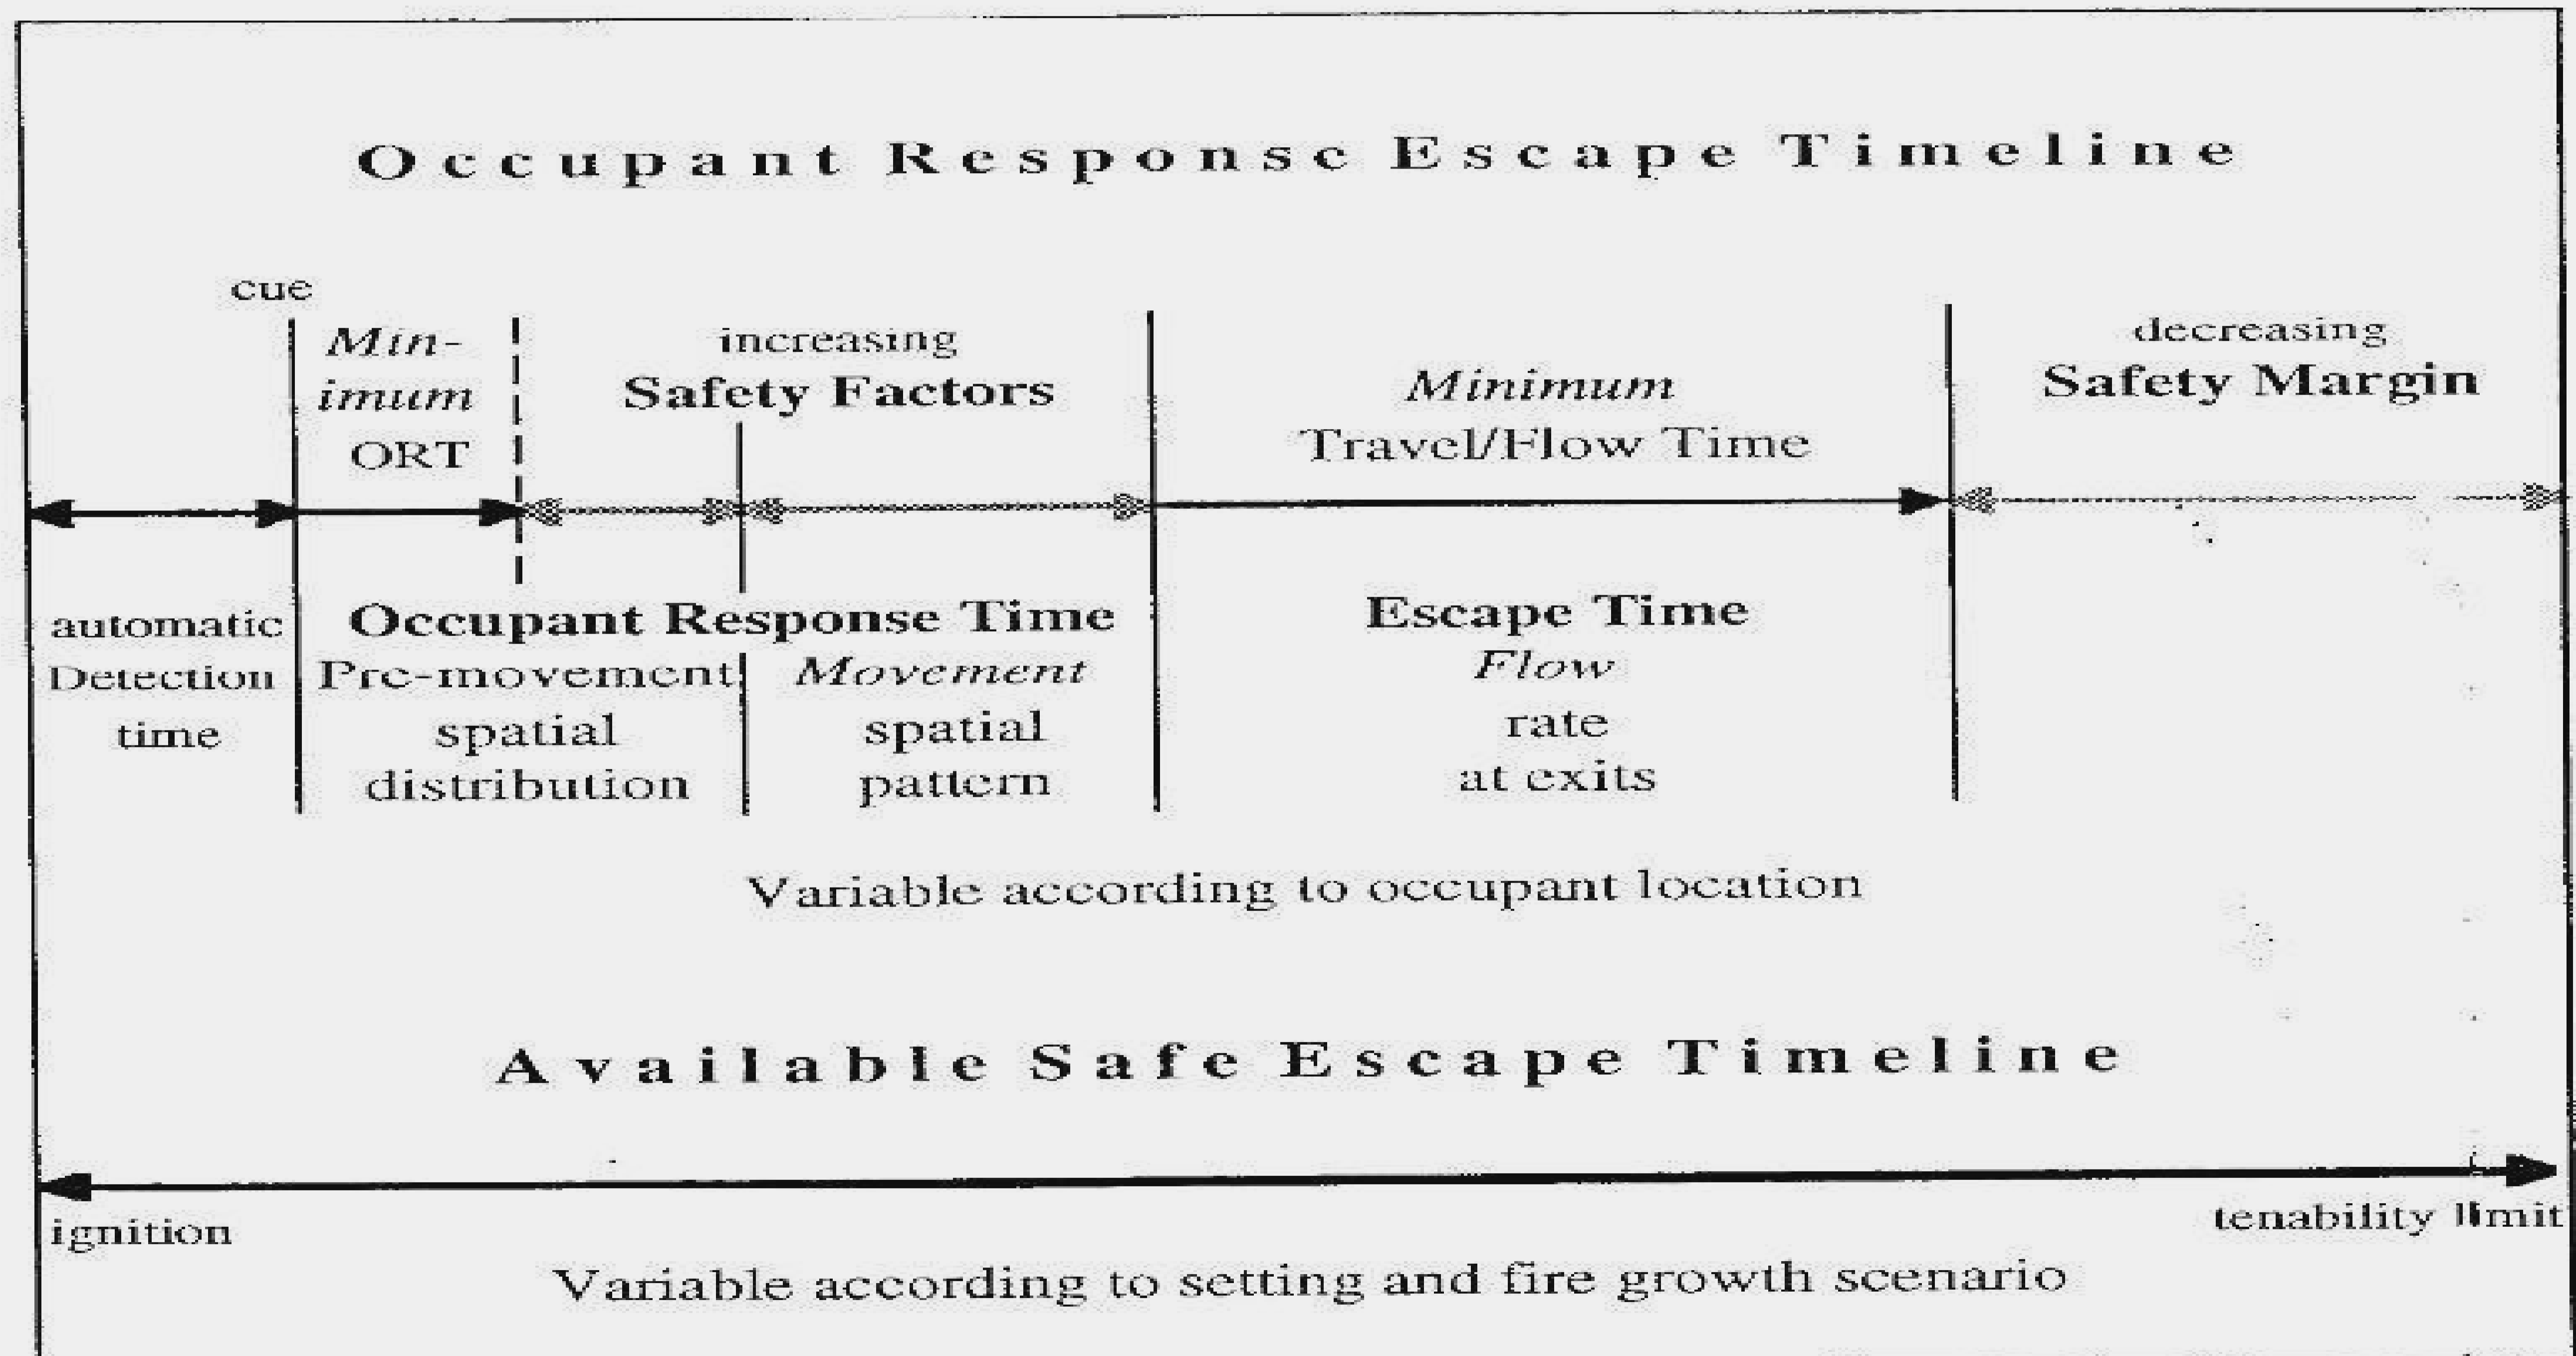 Occupant Response Escape Timeline
cue
Min-
imum
ORT
increasing
Safety Factors
Minimum
Travel/Flow Time
decreasing
Safety Margin
automatic
Detection
time
Occupant Response Time
Pre-movement
spatial
distribution
Movement
spatial
pattern
Escape Time
Flow
rate
at exits
Variable according to occupant location
Available Safe Escape Timeline
ignition
tenability limit
Variable according to setting and fire growth scenario